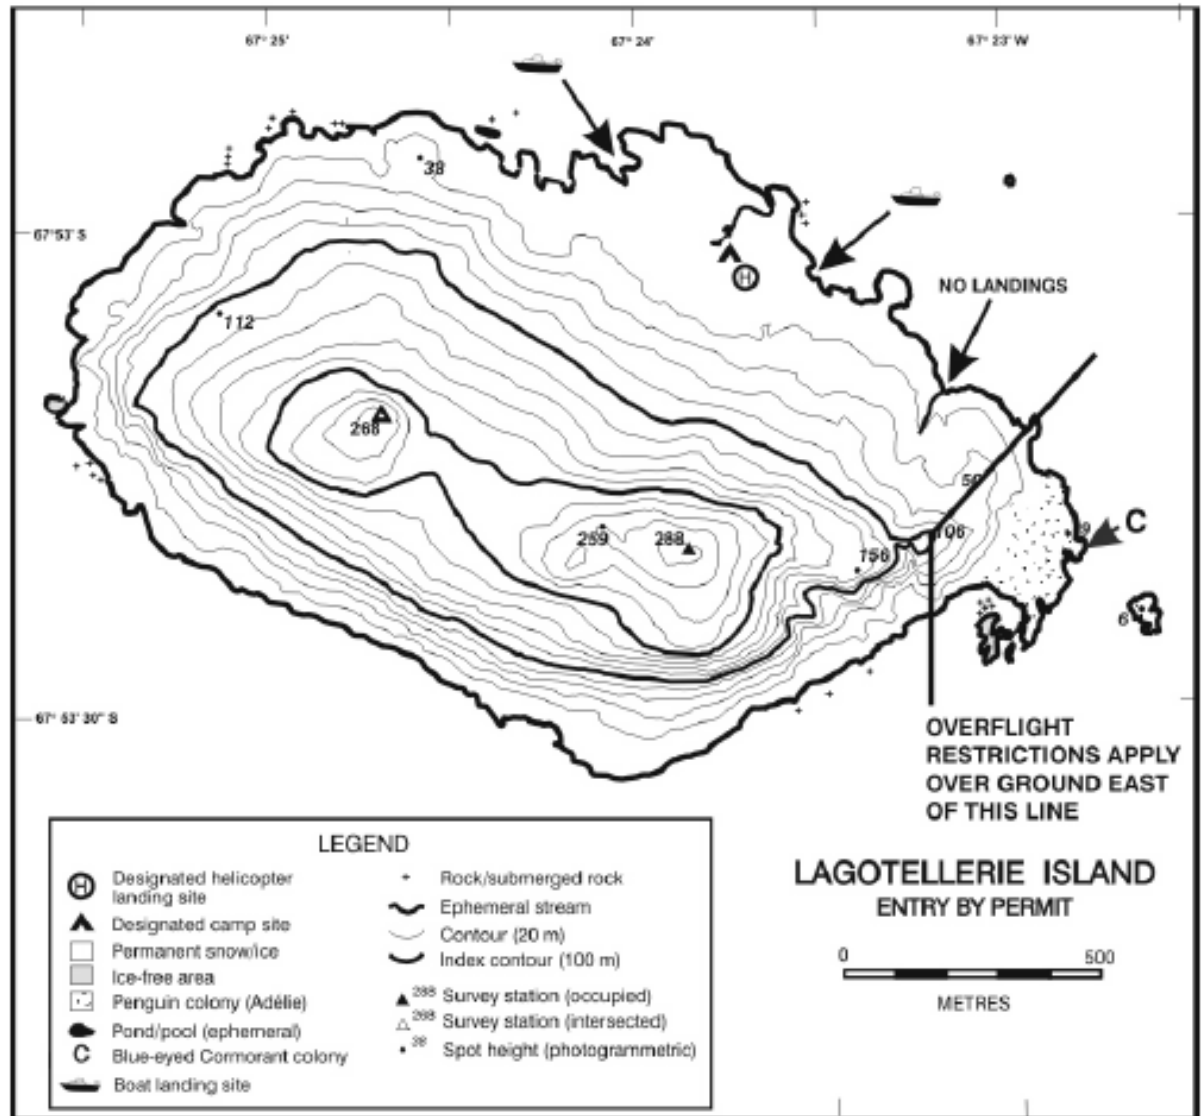 67° 25'
67° 24'
67° 23' W
38
67°53' S
H
NO LANDINGS
112
268
50
106
9
C
259
288
156
6
67° 53' 30" S
OVERFLIGHT
RESTRICTIONS APPLY
OVER GROUND EAST
OF THIS LINE
LEGEND
H
Designated helicopter
landing site
Designated camp site
Permanent snow/ice
Ice-free area
Penguin colony (Adélie)
Pond/pool (ephemeral)
C Blue-eyed Cormorant colony
Boat landing site
Rock/submerged rock
Ephemeral stream
Contour (20 m)
Index contour (100 m)
288 Survey station (occupied)
268 Survey station (intersected)
38 Spot height (photogrammetric)
LAGOTELLERIE ISLAND
ENTRY BY PERMIT
0 500
METRES